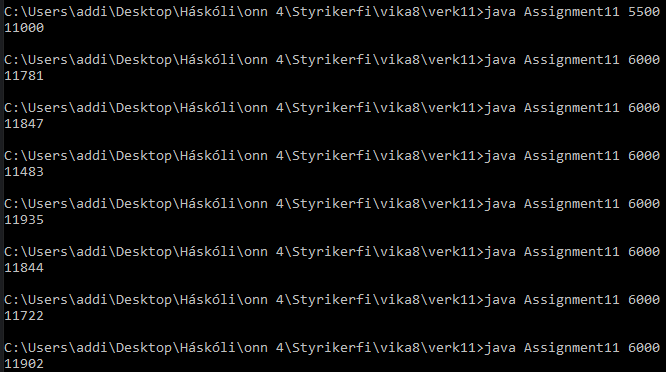 C:\Users\addi\Desktop\Háskóli\onn 4\Styrikerfi\vika8\verk11>java Assignment11 5500
11000
C:\Users\addi\Desktop\Háskóli\onn 4\Styrikerfi\vika8\verk11>java Assignment11 6000
11781
C:\Users\addi\Desktop\Háskóli\onn 4\Styrikerfi\vika8\verk11>java Assignment11 6000
11847
C:\Users\addi\Desktop\Háskóli\onn 4\Styrikerfi\vika8\verk11>java Assignment11 6000
11483
C:\Users\addi\Desktop\Háskóli\onn 4\Styrikerfi\vika8\verk11>java Assignment11 6000
11935
C:\Users\addi\Desktop\Háskóli\onn 4\Styrikerfi\vika8\verk11>java Assignment11 6000
11844
C:\Users\addi\Desktop\Háskóli\onn 4\Styrikerfi\vika8\verk11>java Assignment11 6000
11722
C:\Users\addi\Desktop\Háskóli\onn 4\Styrikerfi\vika8\verk11>java Assignment11 6000
11902